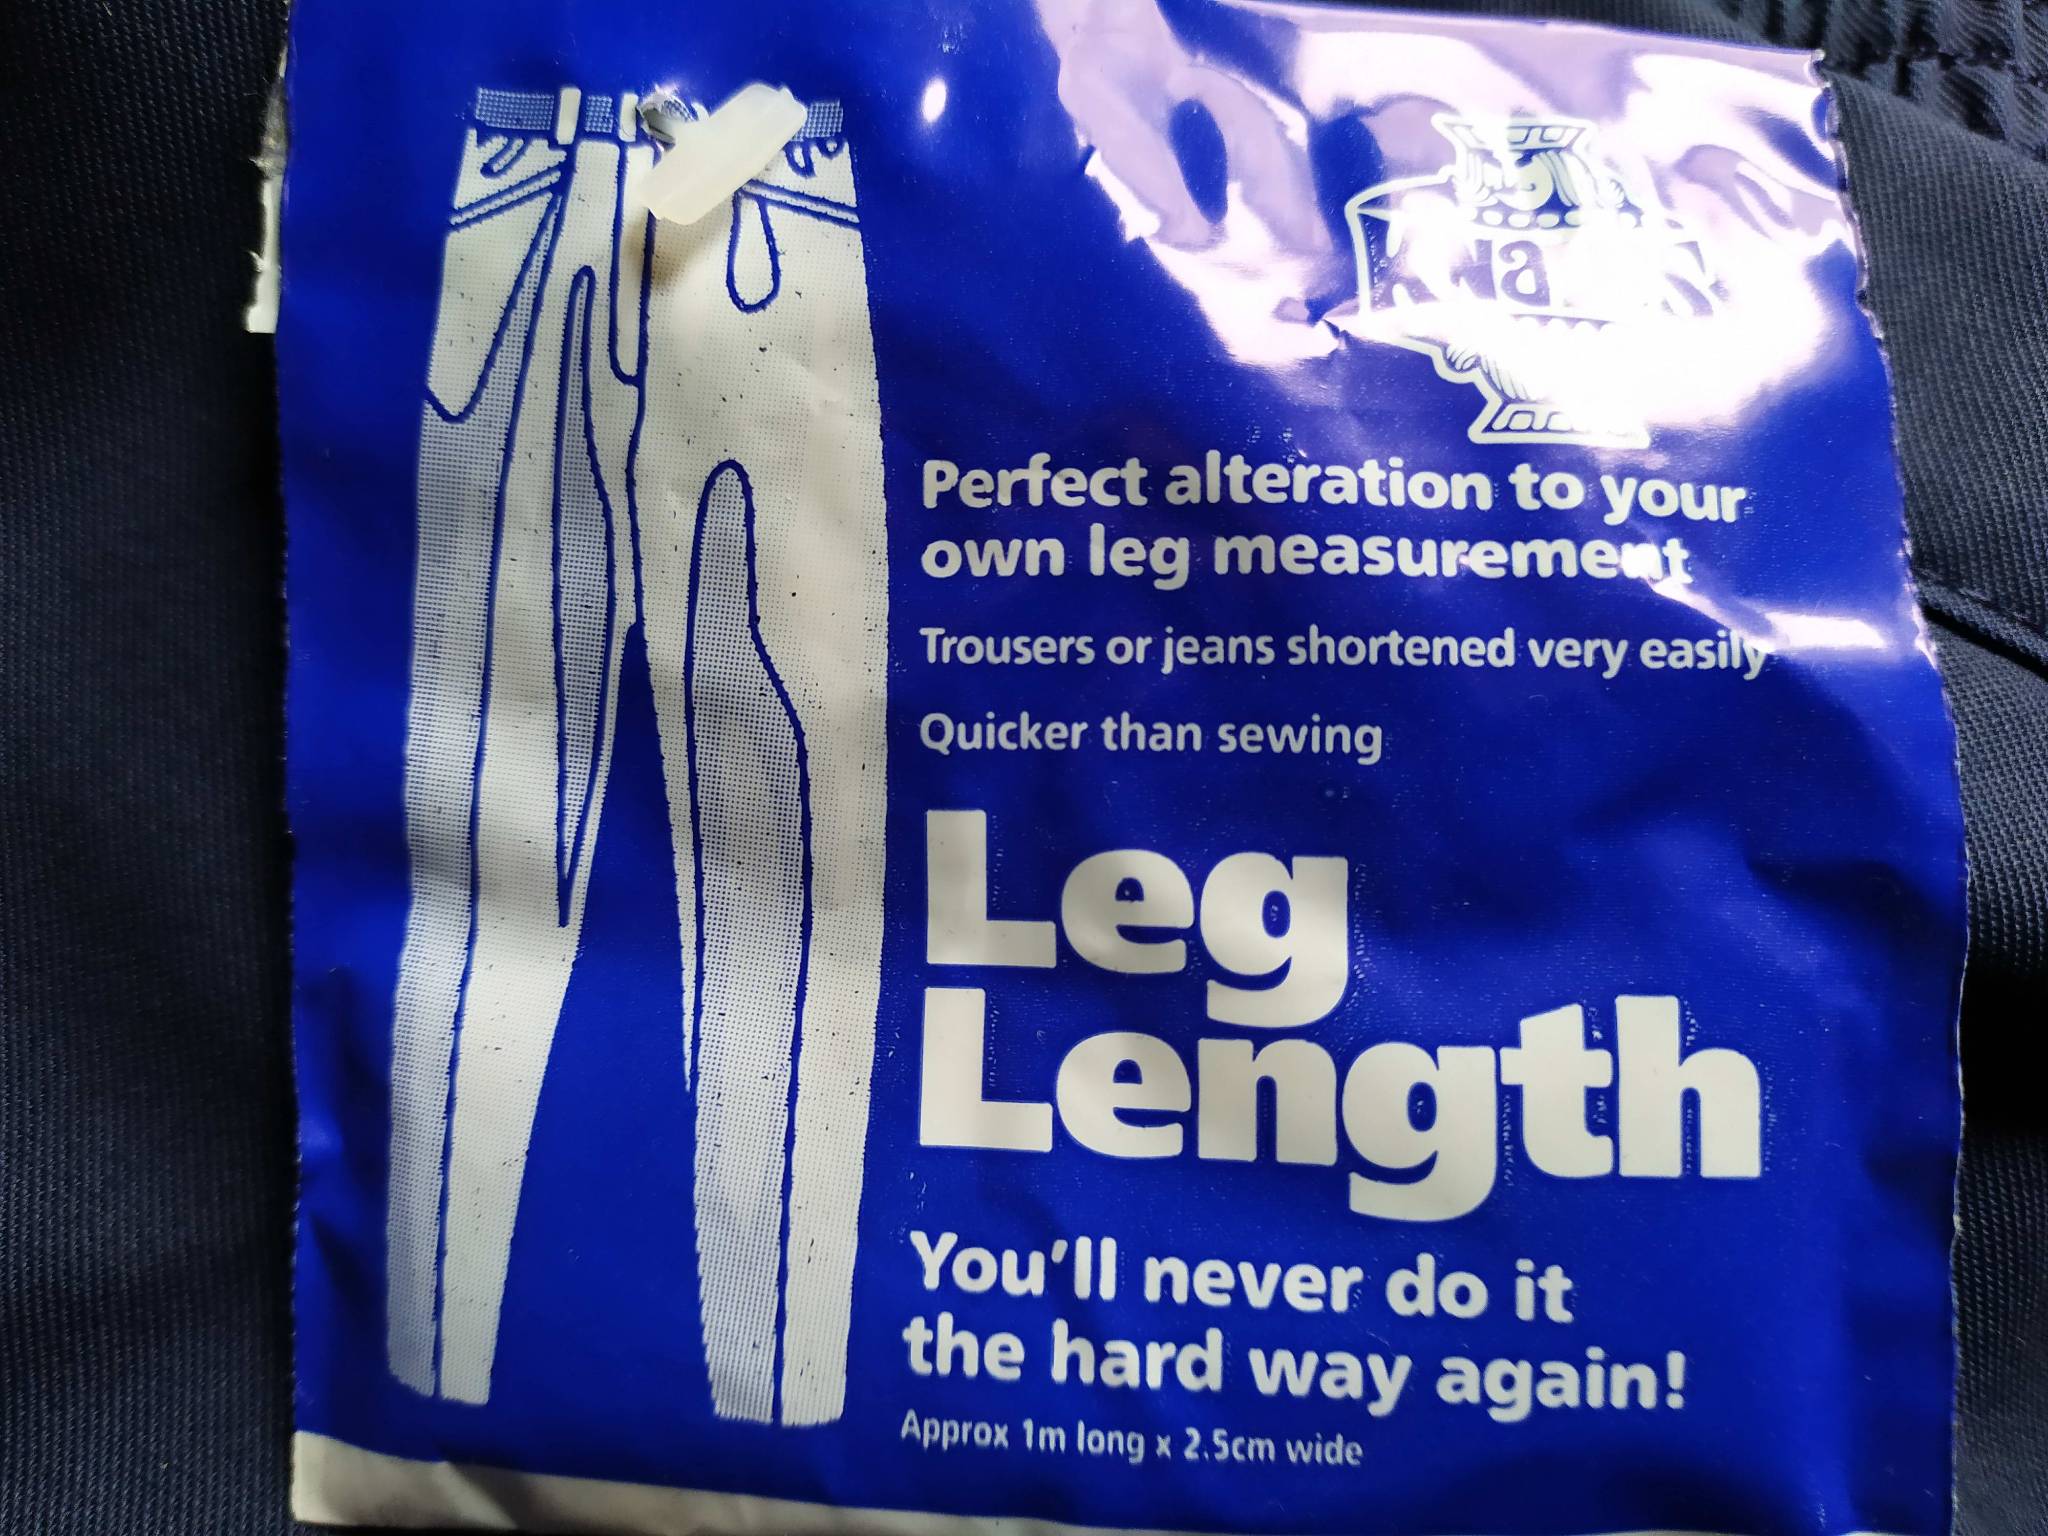 Perfect alteration to your
own leg measurement
Trousers or jeans shortened very easily
Quicker than sewing
Leg
Length
You'll never do it
the hard way again!
Approx 1m long x 2.5cm wide